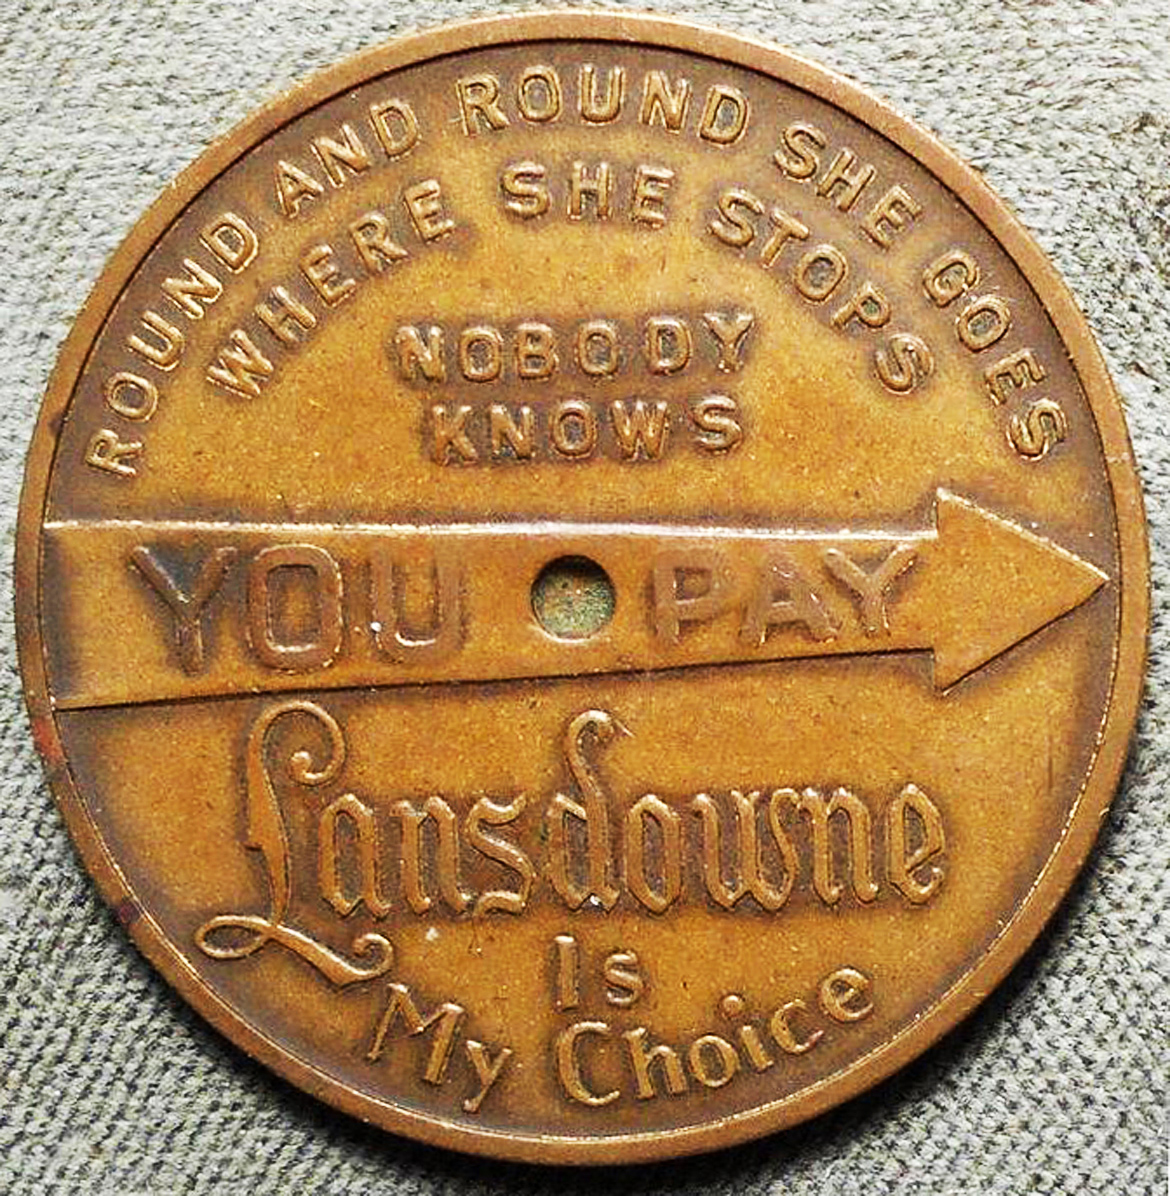 ROUND AND ROUND SHE GOES
WHERE SHE STOPS
NOBODY
KNOWS
YOU PAY
Lansdowne
Is
My Choice